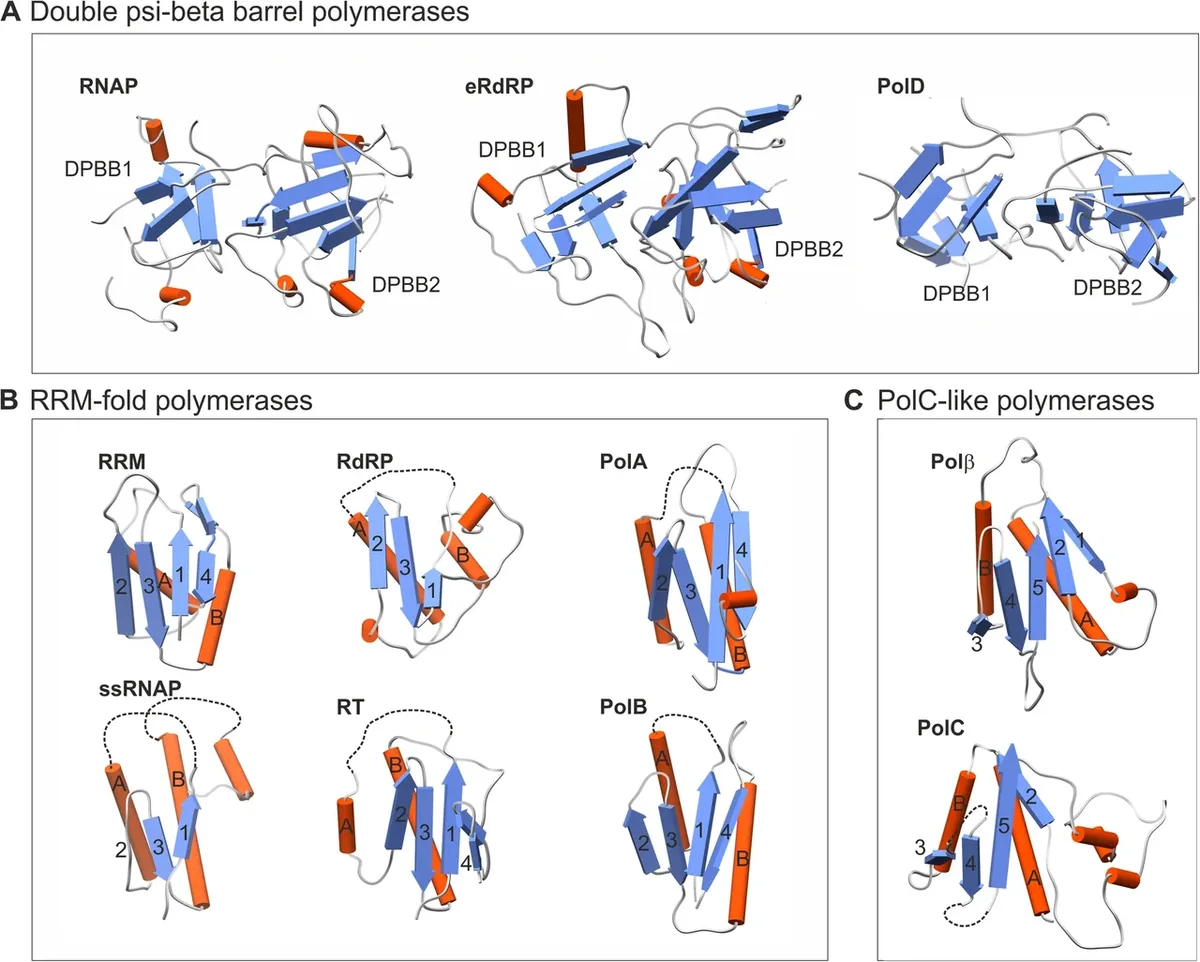 A Double psi-beta barrel polymerases
RNAP
DPBB1
DPBB2
eRdRP
DPBB1
DPBB2
PolD
DPBB1
DPBB2
B RRM-fold polymerases
RRM
2
3
A
1
4
B
RdRP
A
2
3
1
B
PolA
A
2
3
1
4
B
ssRNAP
A
2
3
B
1
RT
A
B
2
3
1
4
PolB
A
2
3
1
4
B
C PolC-like polymerases
Polβ
B
3
4
5
2
1
A
PolC
B
3
4
5
2
A